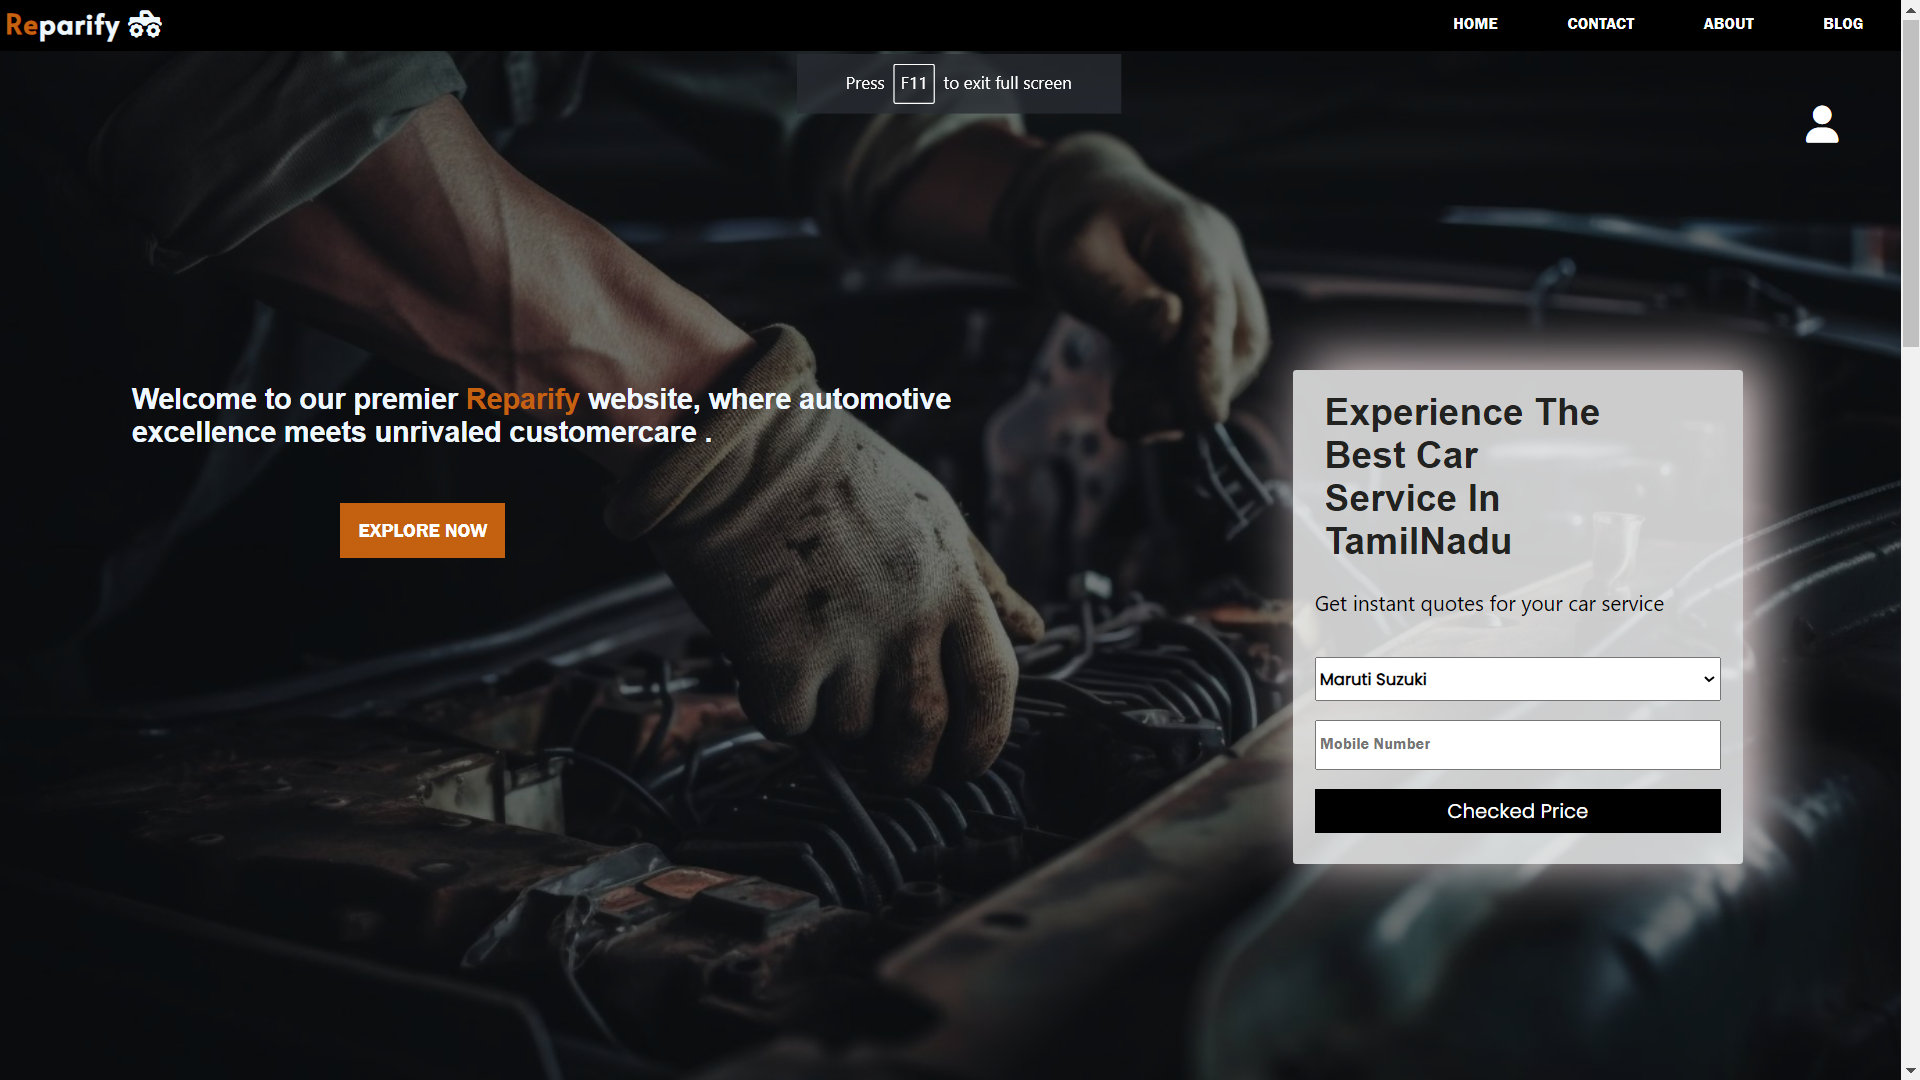 Reparify
HOME CONTACT ABOUT BLOG
Press F11 to exit full screen
Welcome to our premier Reparify website, where automotive
excellence meets unrivaled customercare .
EXPLORE NOW
Experience The
Best Car
Service In
TamilNadu
Get instant quotes for your car service
Maruti Suzuki
Mobile Number
Checked Price